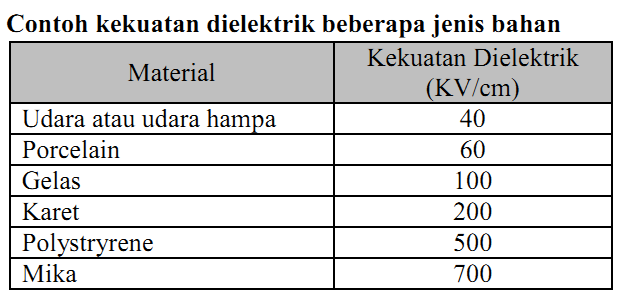 Contoh kekuatan dielektrik beberapa jenis bahan
Material Kekuatan Dielektrik
(KV/cm)
Udara atau udara hampa 40
Porcelain 60
Gelas 100
Karet 200
Polystryrene 500
Mika 700